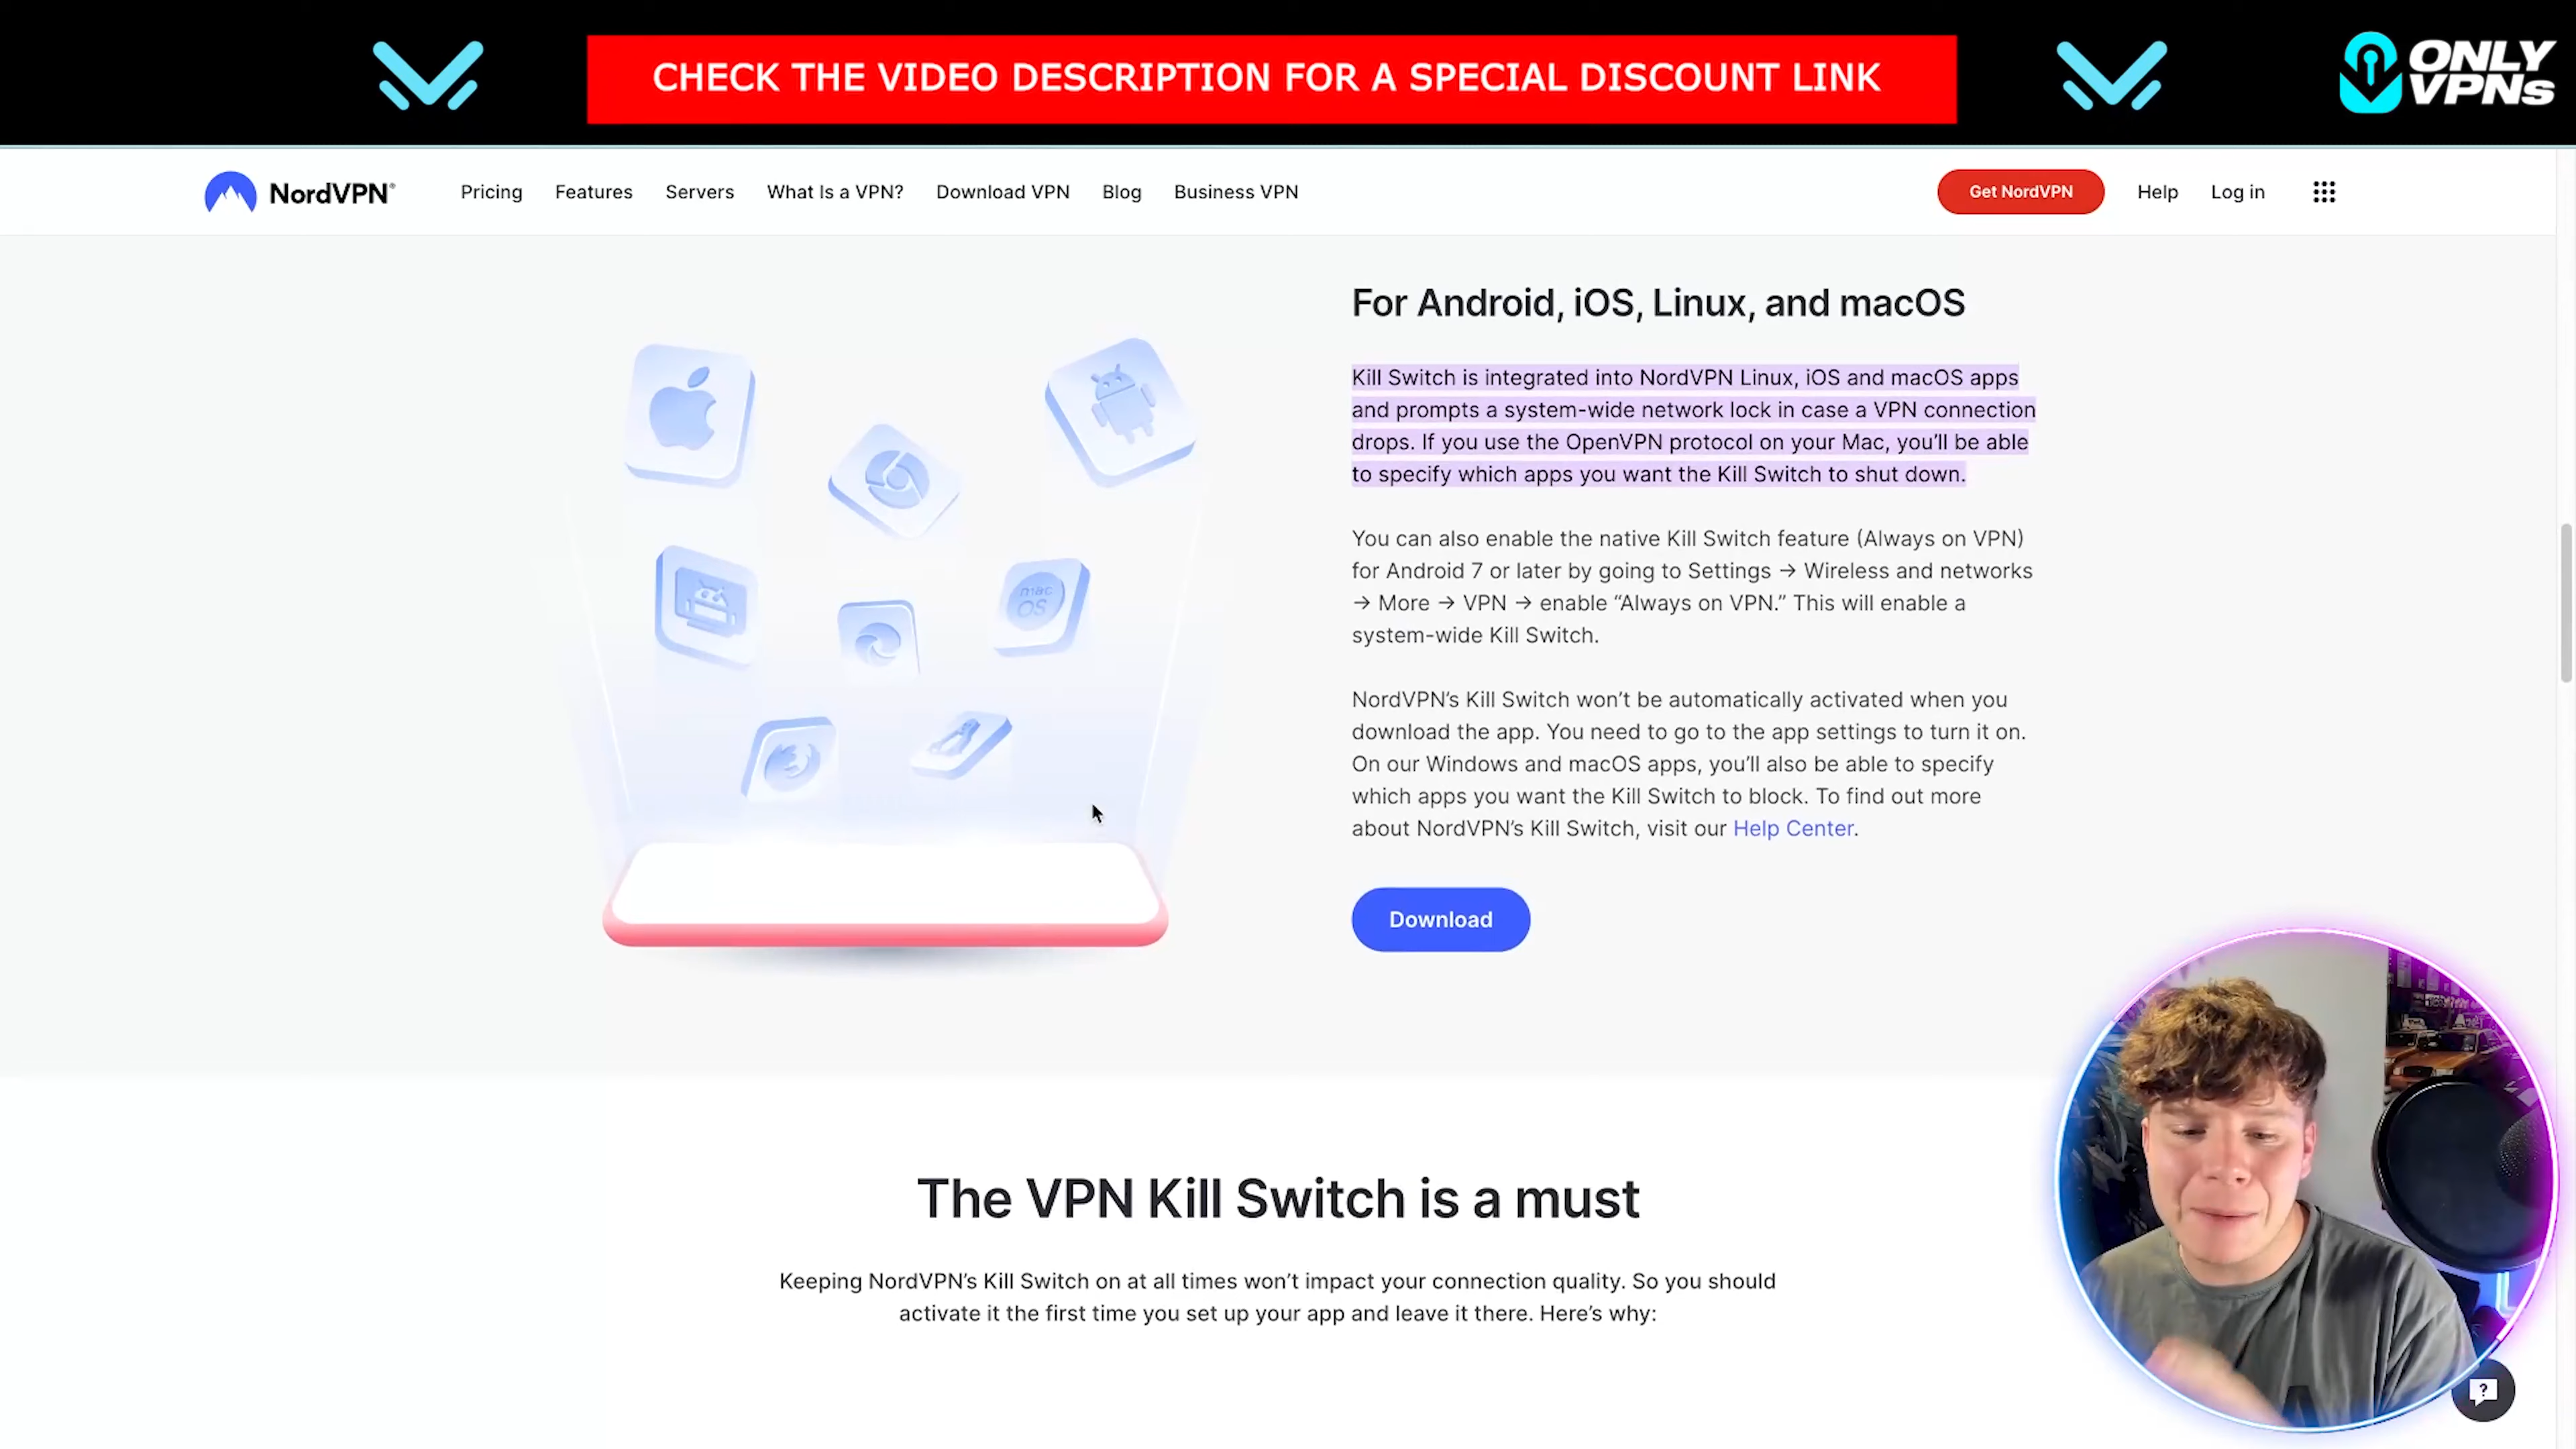 CHECK THE VIDEO DESCRIPTION FOR A SPECIAL DISCOUNT LINK
ONLY
VPNs
NordVPN®
Pricing
Features
Servers
What Is a VPN?
Download VPN
Blog
Business VPN
Get NordVPN
Help
Log in
For Android, iOS, Linux, and macOS
Kill Switch is integrated into NordVPN Linux, iOS and macOS apps
and prompts a system-wide network lock in case a VPN connection
drops. If you use the OpenVPN protocol on your Mac, you'll be able
to specify which apps you want the Kill Switch to shut down.
You can also enable the native Kill Switch feature (Always on VPN)
for Android 7 or later by going to Settings → Wireless and networks
→ More → VPN → enable “Always on VPN.” This will enable a
system-wide Kill Switch.
NordVPN’s Kill Switch won’t be automatically activated when you
download the app. You need to go to the app settings to turn it on.
On our Windows and macOS apps, you’ll also be able to specify
which apps you want the Kill Switch to block. To find out more
about NordVPN’s Kill Switch, visit our Help Center.
mac
OS
Download
The VPN Kill Switch is a must
Keeping NordVPN’s Kill Switch on at all times won’t impact your connection quality. So you should
activate it the first time you set up your app and leave it there. Here’s why:
?